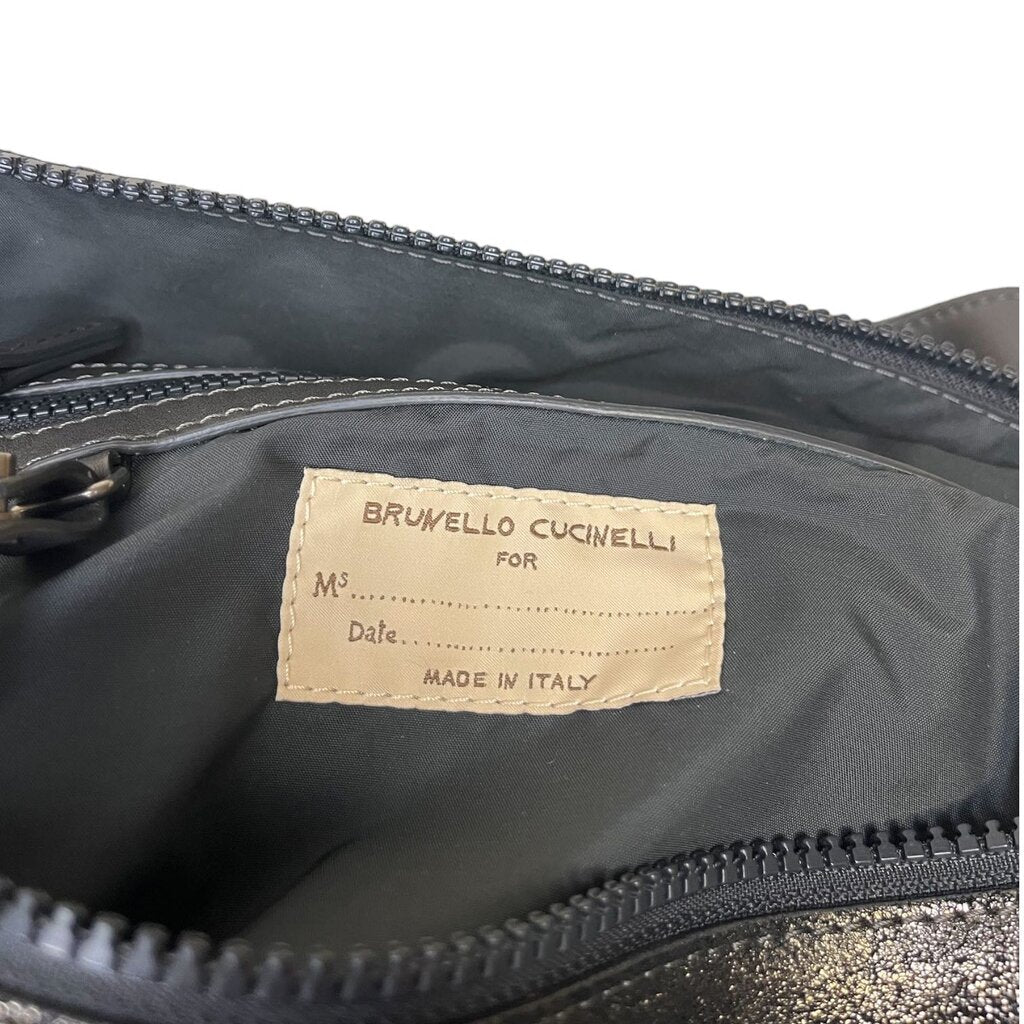 BRUNELLO CUCINELLI
FOR
Ms..............................
Date..............................
MADE IN ITALY